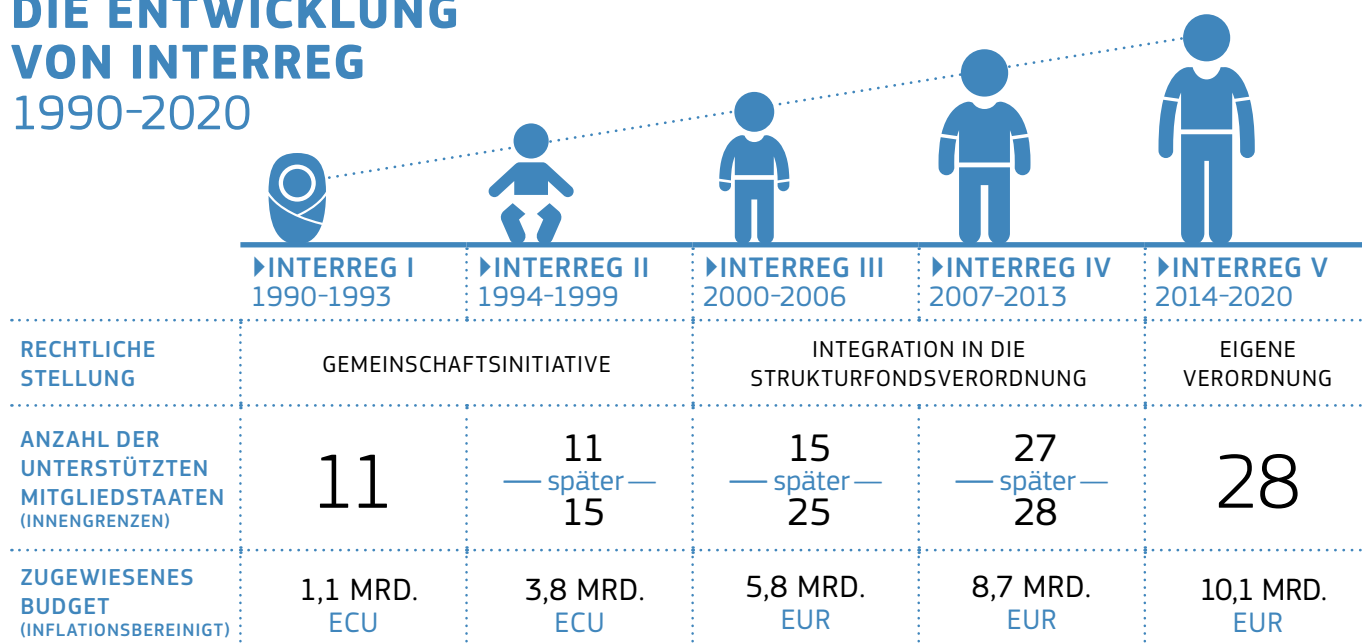 DIE ENTWICKLUNG
VON INTERREG
1990-2020
INTERREG I
1990-1993
INTERREG II
1994-1999
INTERREG III
2000-2006
INTERREG IV
2007-2013
INTERREG V
2014-2020
RECHTLICHE
STELLUNG
GEMEINSCHAFTSINITIATIVE
INTEGRATION IN DIE
STRUKTURFONDSVERORDNUNG
EIGENE
VERORDNUNG
ANZAHL DER
UNTERSTÜTZTEN
MITGLIEDSTAATEN
(INNENGRENZEN)
11
11
später
15
15
später
25
27
später
28
28
ZUGEWIESENES
BUDGET
(INFLATIONSBEREINIGT)
1,1 MRD.
ECU
3,8 MRD.
ECU
5,8 MRD.
EUR
8,7 MRD.
EUR
10,1 MRD.
EUR